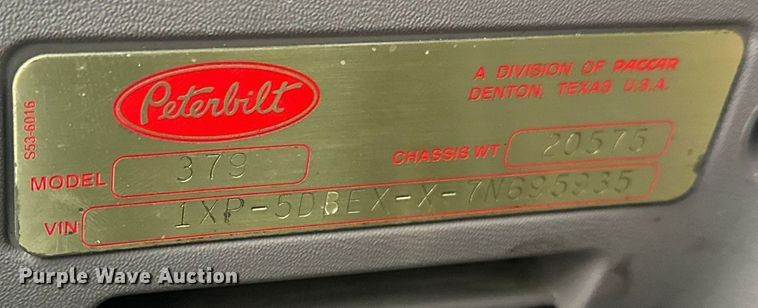 S53-6016
Peterbilt
A DIVISION OF PACCAR
DENTON, TEXAS U.S.A.
MODEL 379 CHASSIS WT 20575
VIN 1XP-5DBEX-X-7N695935
Purple Wave Auction